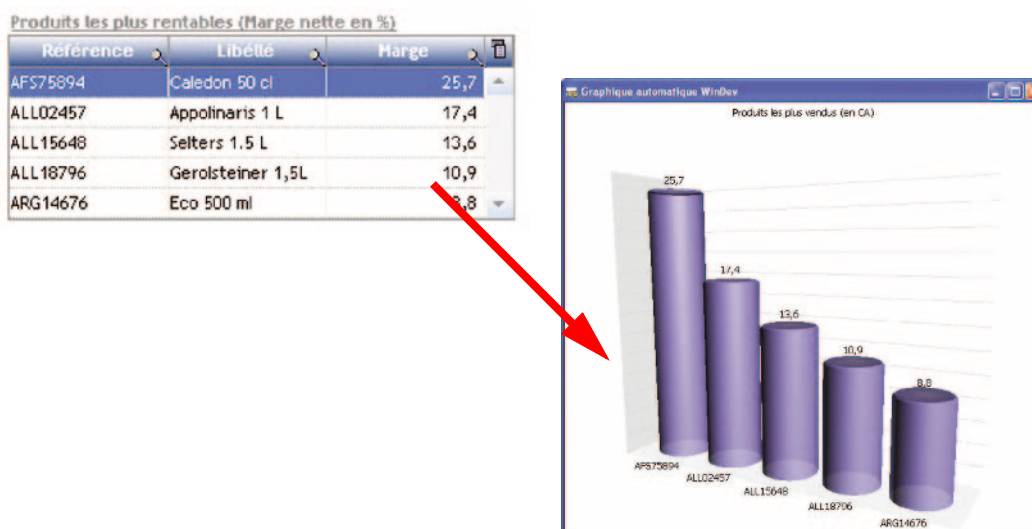 Produits les plus rentables (Marge nette en %)
Référence Libéllé Marge
AFS75894 Caledon 50 cl 25,7
ALL02457 Appolinaris 1 L 17,4
ALL15648 Selters 1.5 L 13,6
ALL18796 Gerolsteiner 1,5L 10,9
ARG14676 Eco 500 ml 8,8
Graphique automatique WinDev
Produits les plus vendus (en CA)
25,7
17,4
13,6
10,9
8,8
AFS75894
ALL02457
ALL15648
ALL18796
ARG14676